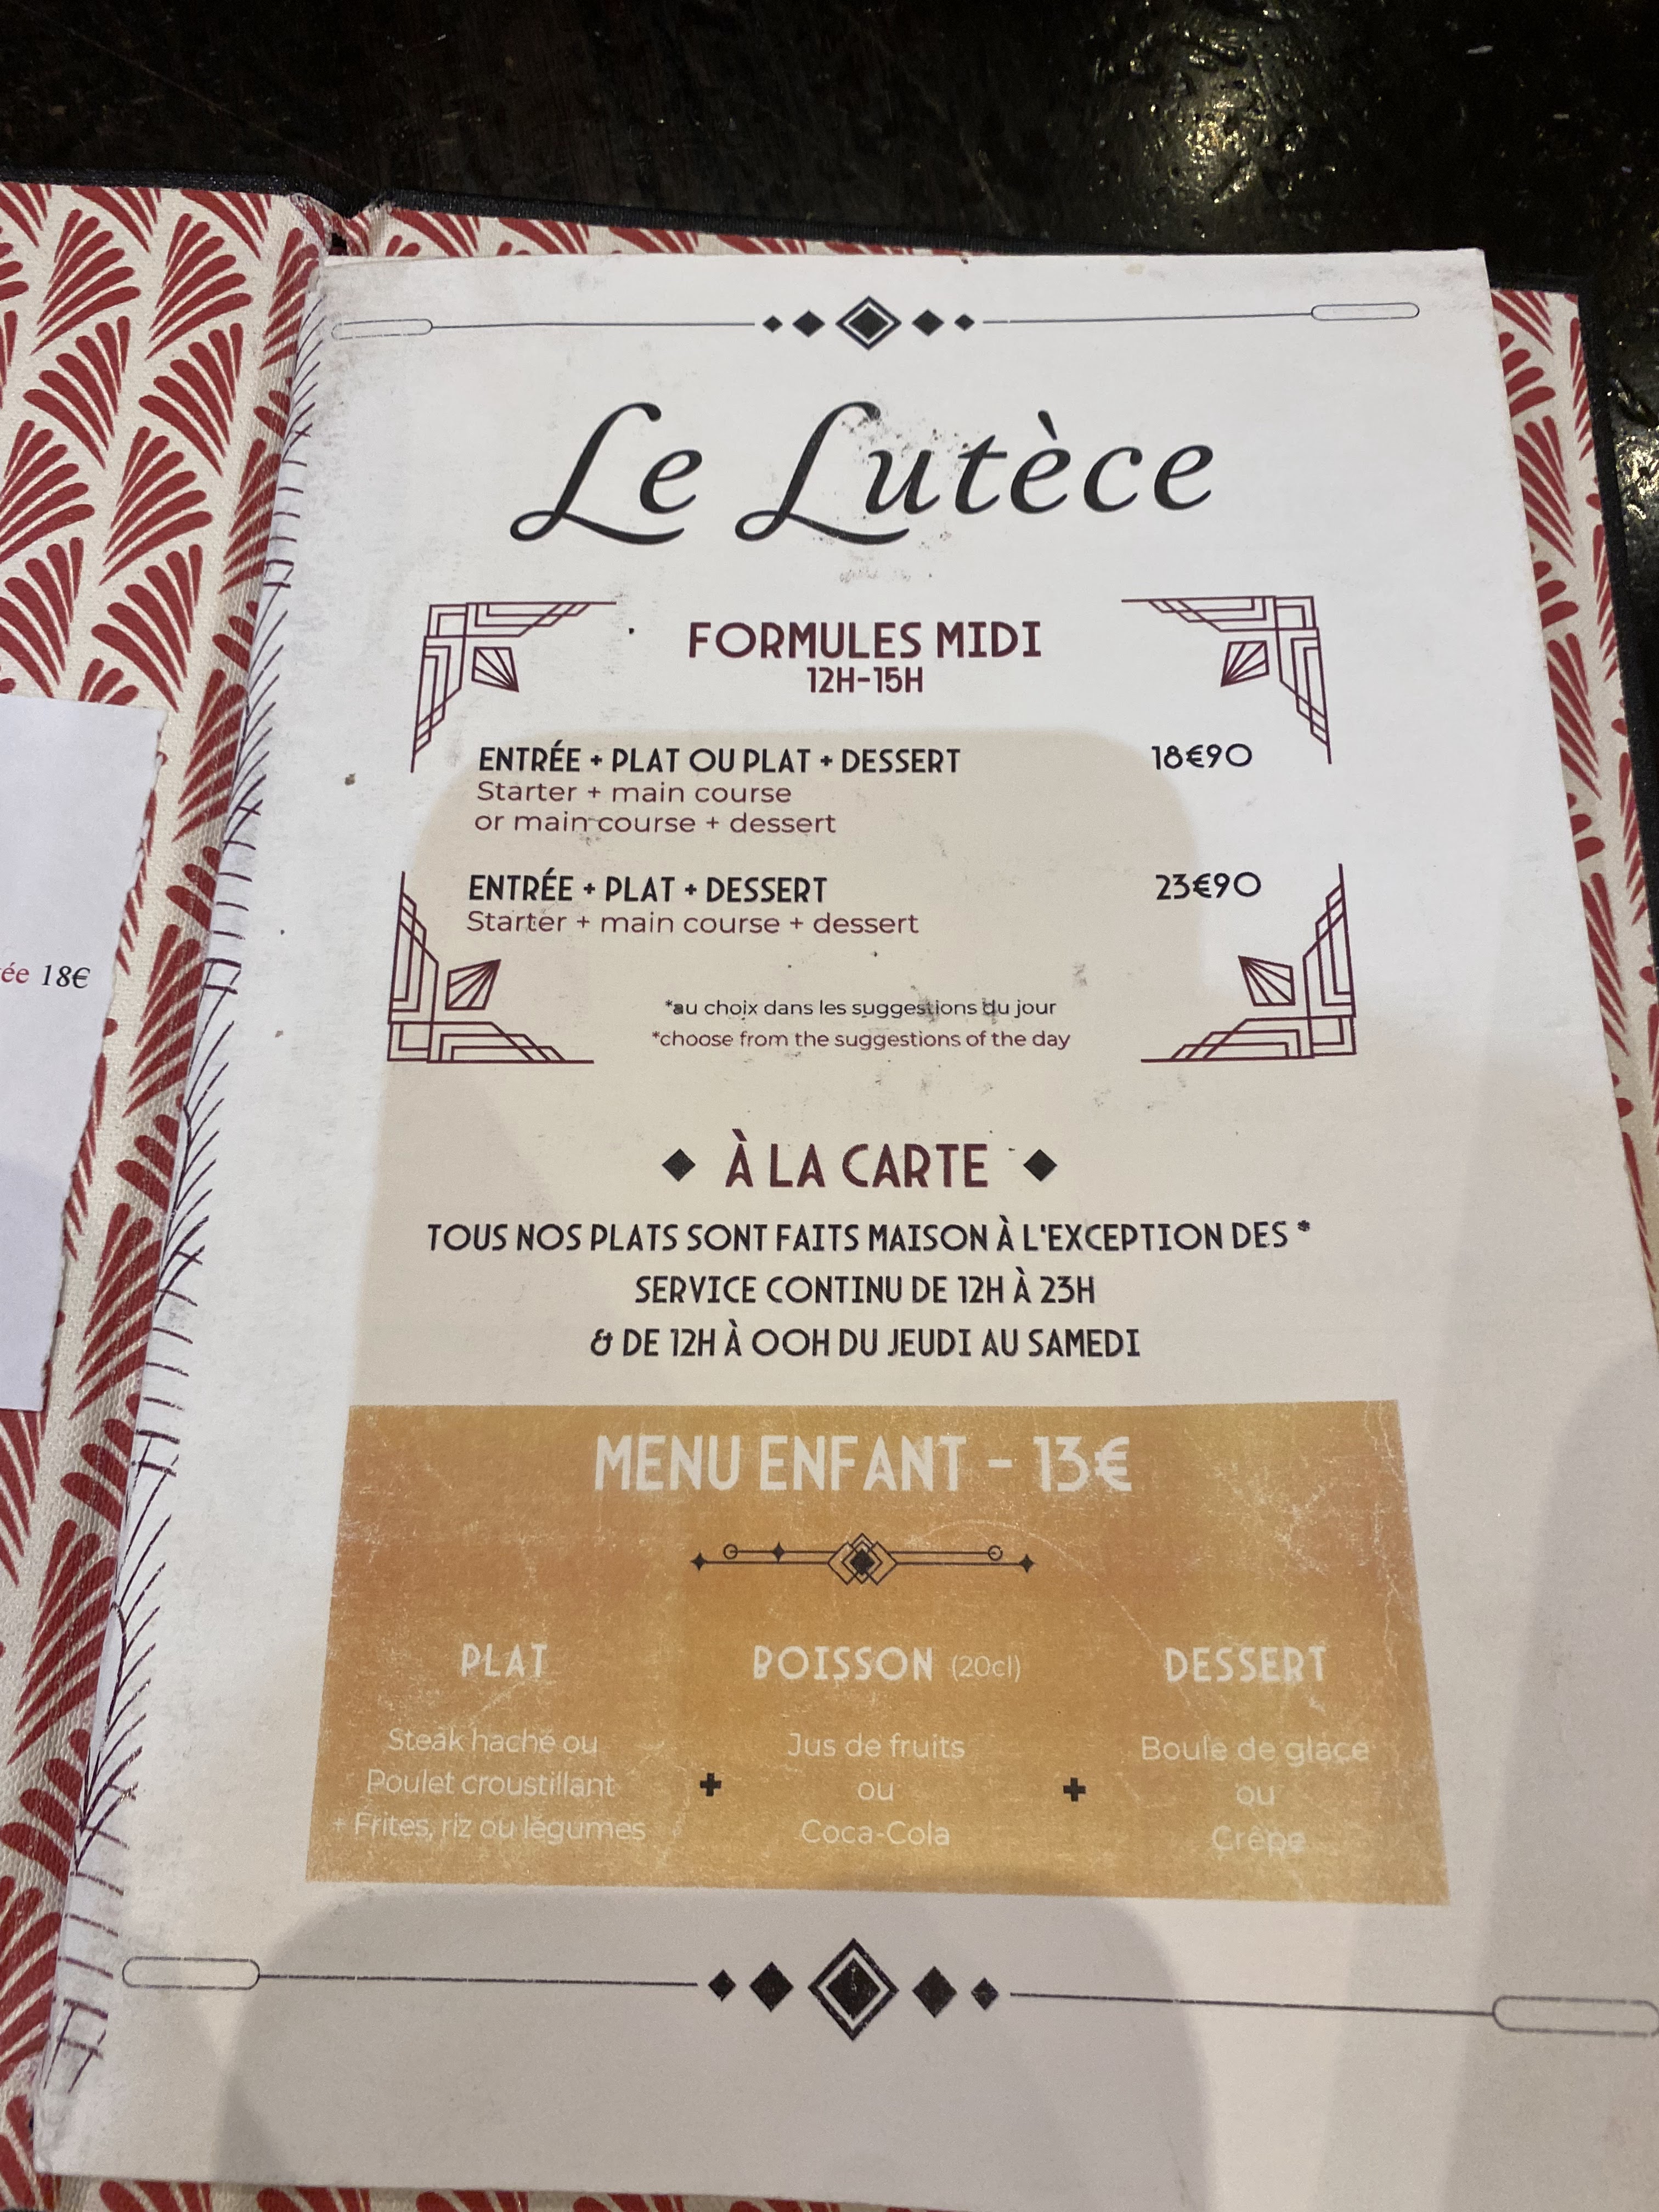 ée 18€
Le Lutèce
FORMULES MIDI
12H-15H
ENTRÉE + PLAT OU PLAT + DESSERT 18€90
Starter + main course
or main course + dessert
ENTRÉE + PLAT + DESSERT 23€90
Starter + main course + dessert
*au choix dans les suggestions du jour
*choose from the suggestions of the day
À LA CARTE
TOUS NOS PLATS SONT FAITS MAISON À L'EXCEPTION DES *
SERVICE CONTINU DE 12H À 23H
& DE 12H À 00H DU JEUDI AU SAMEDI
MENU ENFANT - 13€
PLAT
Steak haché ou
Poulet croustillant
+ Frites, riz ou légumes
+
BOISSON (20cl)
Jus de fruits
ou
Coca-Cola
+
DESSERT
Boule de glace
ou
Crêpe